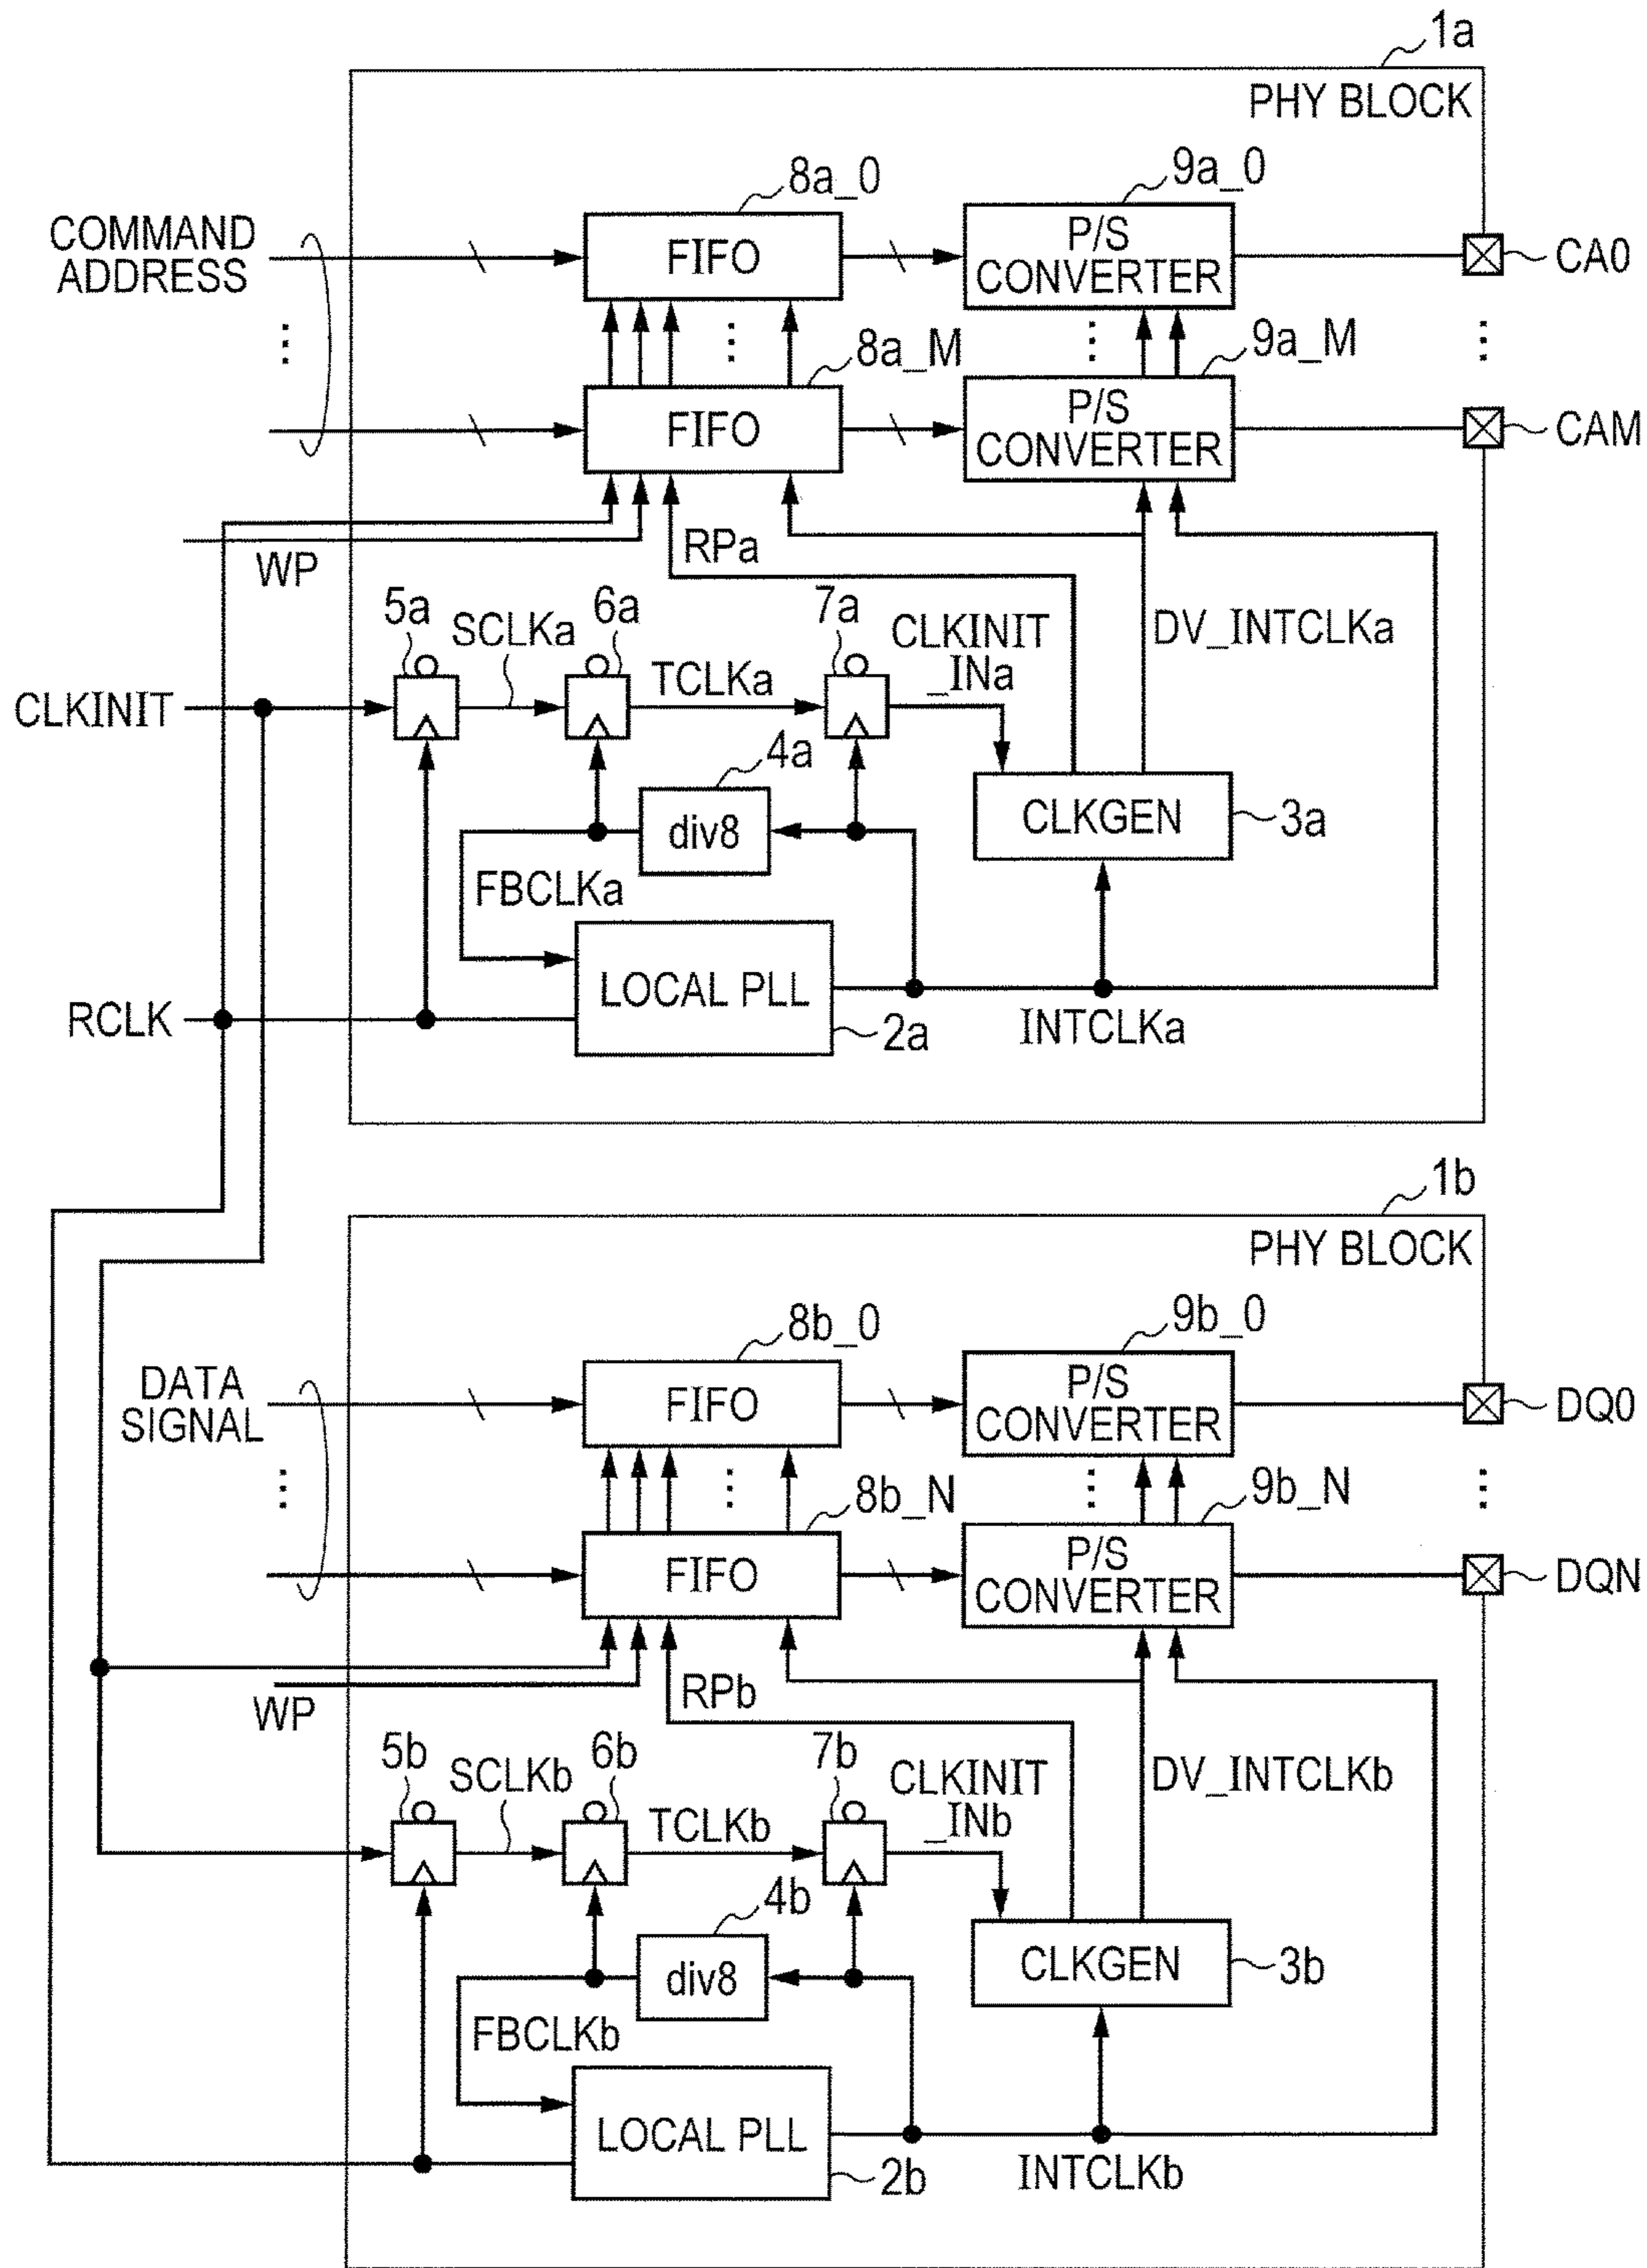 1a
PHY BLOCK
8a_0
9a_0
COMMAND
ADDRESS
FIFO
P/S
CONVERTER
CA0
8a_M
9a_M
FIFO
P/S
CONVERTER
CAM
WP
RPa
5a
SCLKa
6a
7a
CLKINIT
_INa
DV_INTCLKa
TCLKa
CLKINIT
4a
div8
CLKGEN
3a
FBCLKa
LOCAL PLL
RCLK
2a
INTCLKa
1b
PHY BLOCK
8b_0
9b_0
DATA
SIGNAL
FIFO
P/S
CONVERTER
DQ0
8b_N
9b_N
FIFO
P/S
CONVERTER
DQN
WP
RPb
5b
SCLKb
6b
7b
CLKINIT
_INb
DV_INTCLKb
TCLKb
4b
div8
CLKGEN
3b
FBCLKb
LOCAL PLL
2b
INTCLKb